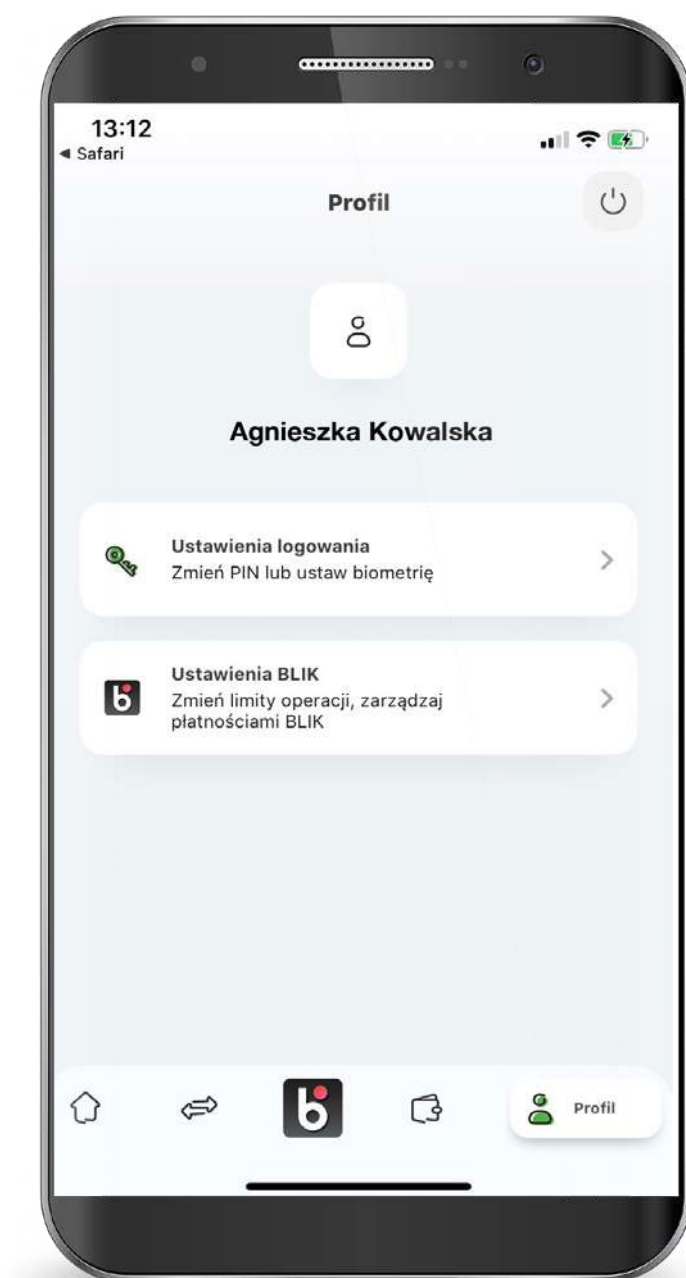 13:12
◀ Safari
Profil
Agnieszka Kowalska
Ustawienia logowania
Zmień PIN lub ustaw biometrię
Ustawienia BLIK
Zmień limity operacji, zarządzaj
płatnościami BLIK
Profil